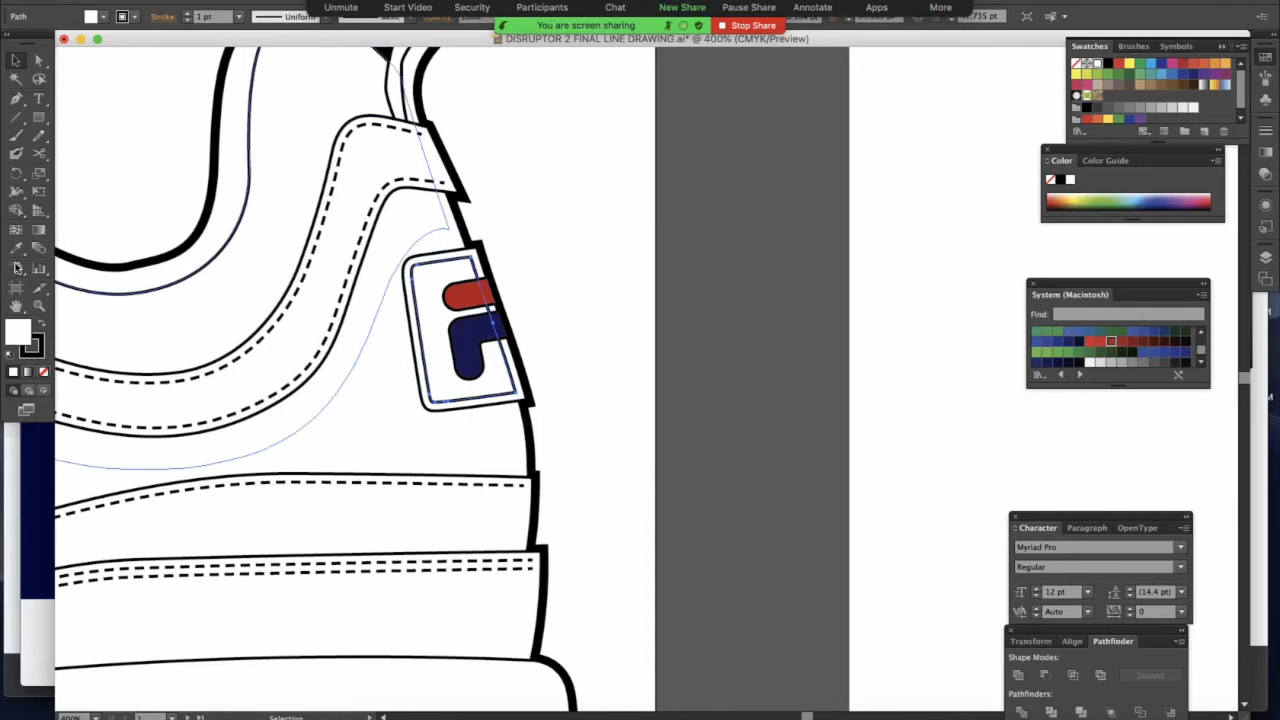 Unmute Start Video Security Participants Chat New Share Pause Share Annotate Apps More
Path Stroke: 1 pt Uniform
You are screen sharing Stop Share
DISRUPTOR 2 FINAL LINE DRAWING.ai* @ 400% (CMYK/Preview)
Swatches Brushes Symbols
Color Color Guide
System (Macintosh)
Find:
Character Paragraph OpenType
Myriad Pro
Regular
12 pt (14.4 pt)
Auto 0
Transform Align Pathfinder
Shape Modes:
Expand
Pathfinders:
400% 1 Selection